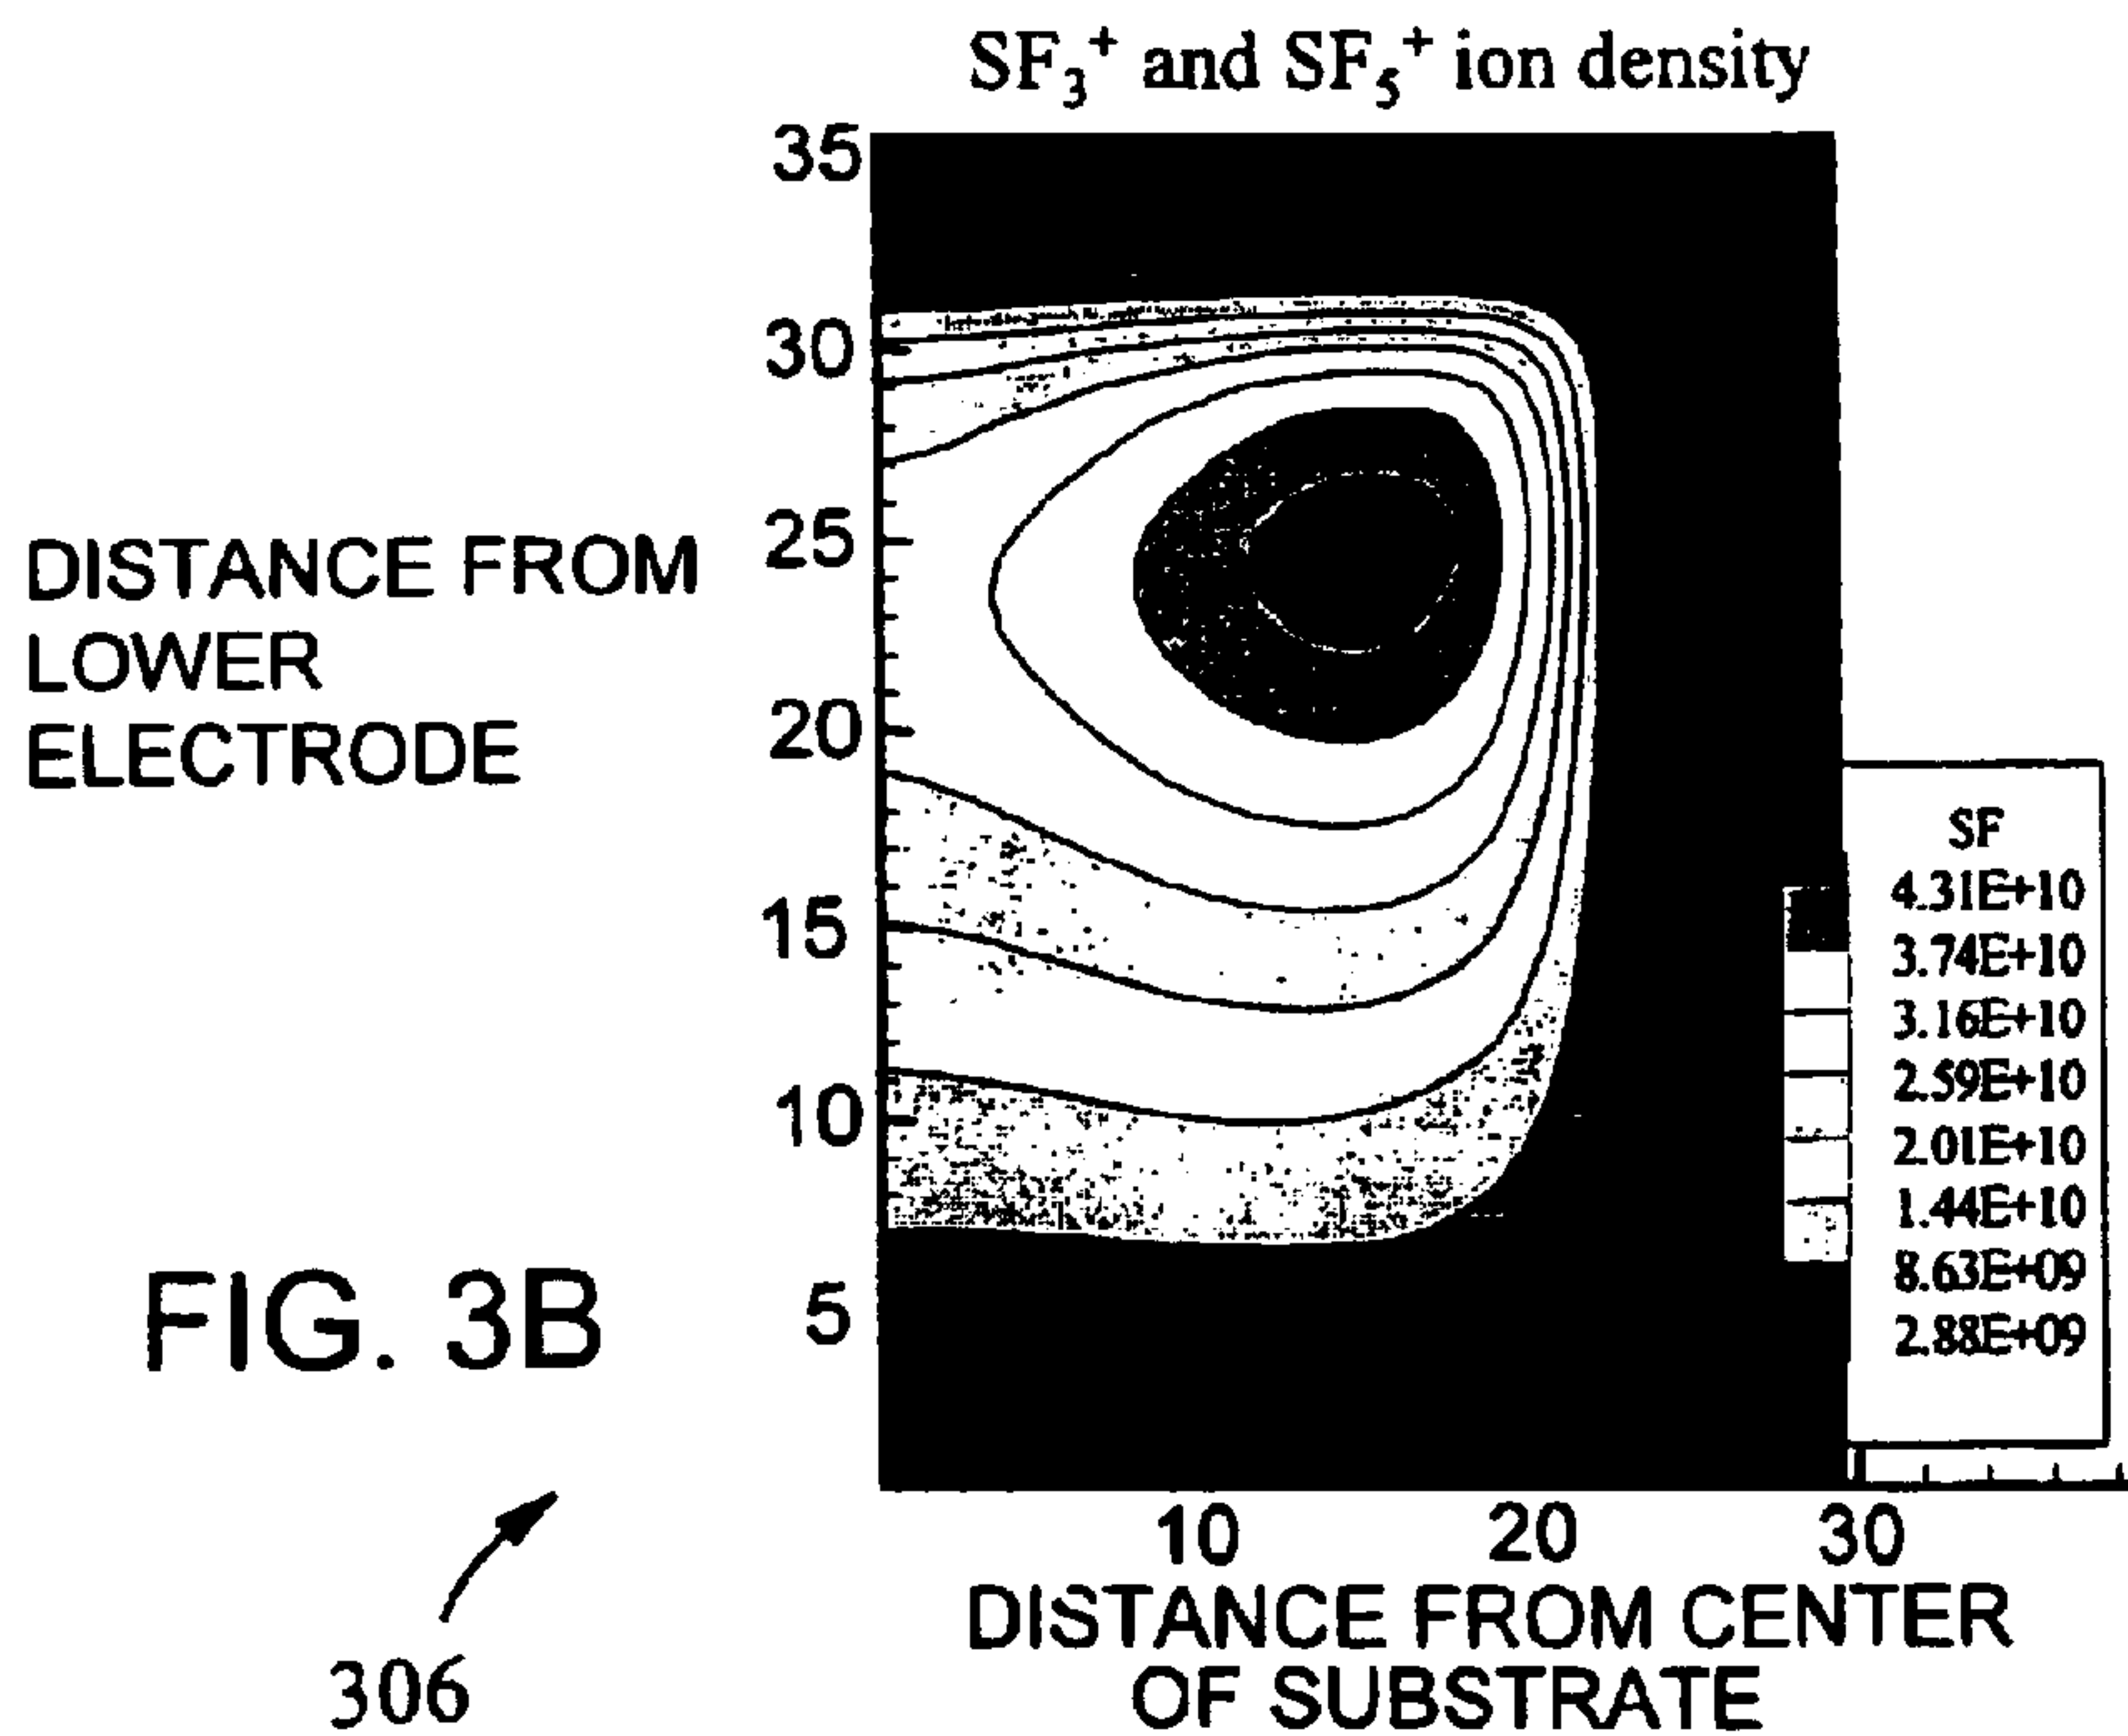 SF₃⁺ and SF₅⁺ ion density
35
30
25
20
15
10
5
DISTANCE FROM
LOWER
ELECTRODE
SF
4.31E+10
3.74E+10
3.16E+10
2.59E+10
2.01E+10
1.44E+10
8.63E+09
2.88E+09
10 20 30
DISTANCE FROM CENTER
OF SUBSTRATE
FIG. 3B
306